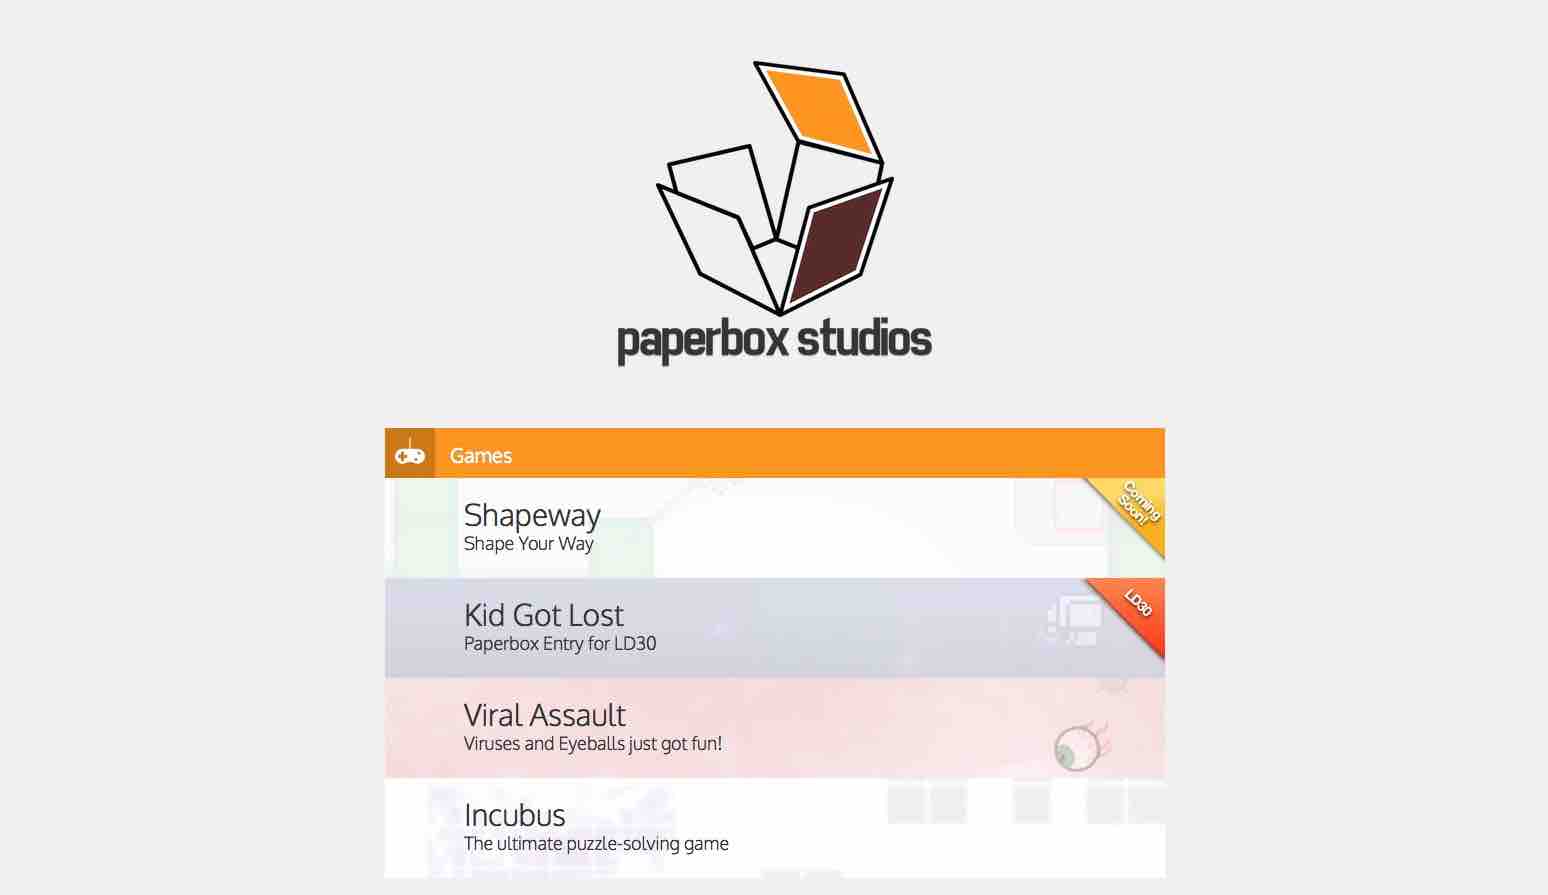 paperbox studios
Games
Shapeway
Shape Your Way
Coming
Soon!
Kid Got Lost
Paperbox Entry for LD30
LD30
Viral Assault
Viruses and Eyeballs just got fun!
Incubus
The ultimate puzzle-solving game